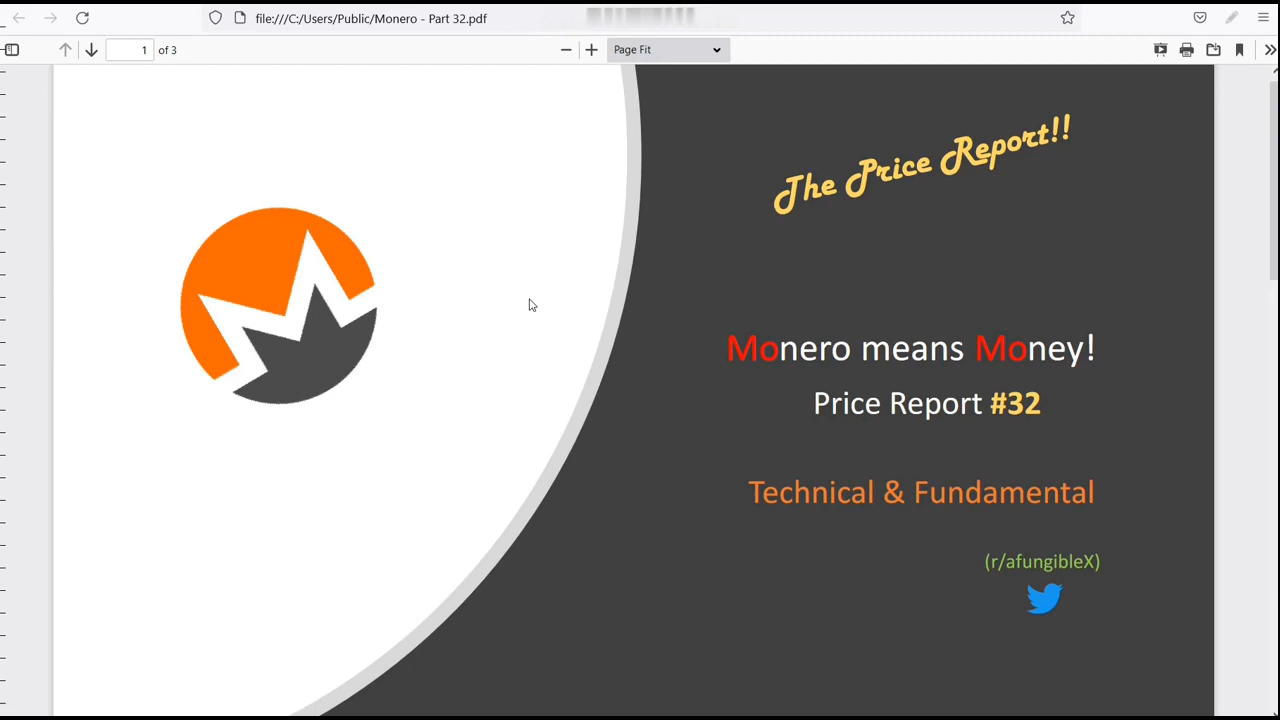 file:///C:/Users/Public/Monero - Part 32.pdf
1 of 3
Page Fit
The Price Report!!
Monero means Money!
Price Report #32
Technical & Fundamental
(r/afungibleX)